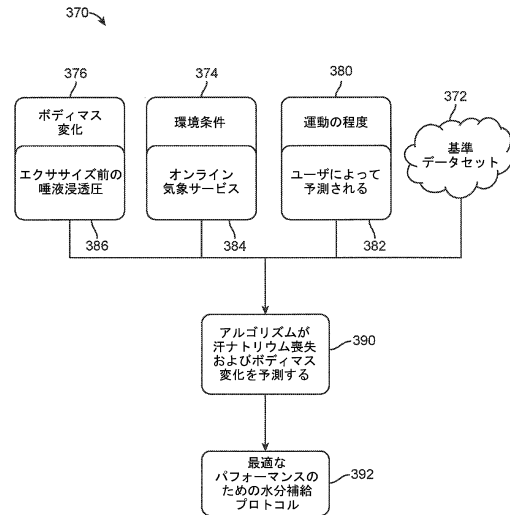 370
376
374
380
372
ボディマス
変化
環境条件
運動の程度
基準
データセット
エクササイズ前の
唾液浸透圧
オンライン
気象サービス
ユーザによって
予測される
386
384
382
アルゴリズムが
汗ナトリウム喪失
およびボディマス
変化を予測する
390
最適な
パフォーマンスの
ための水分補給
プロトコル
392